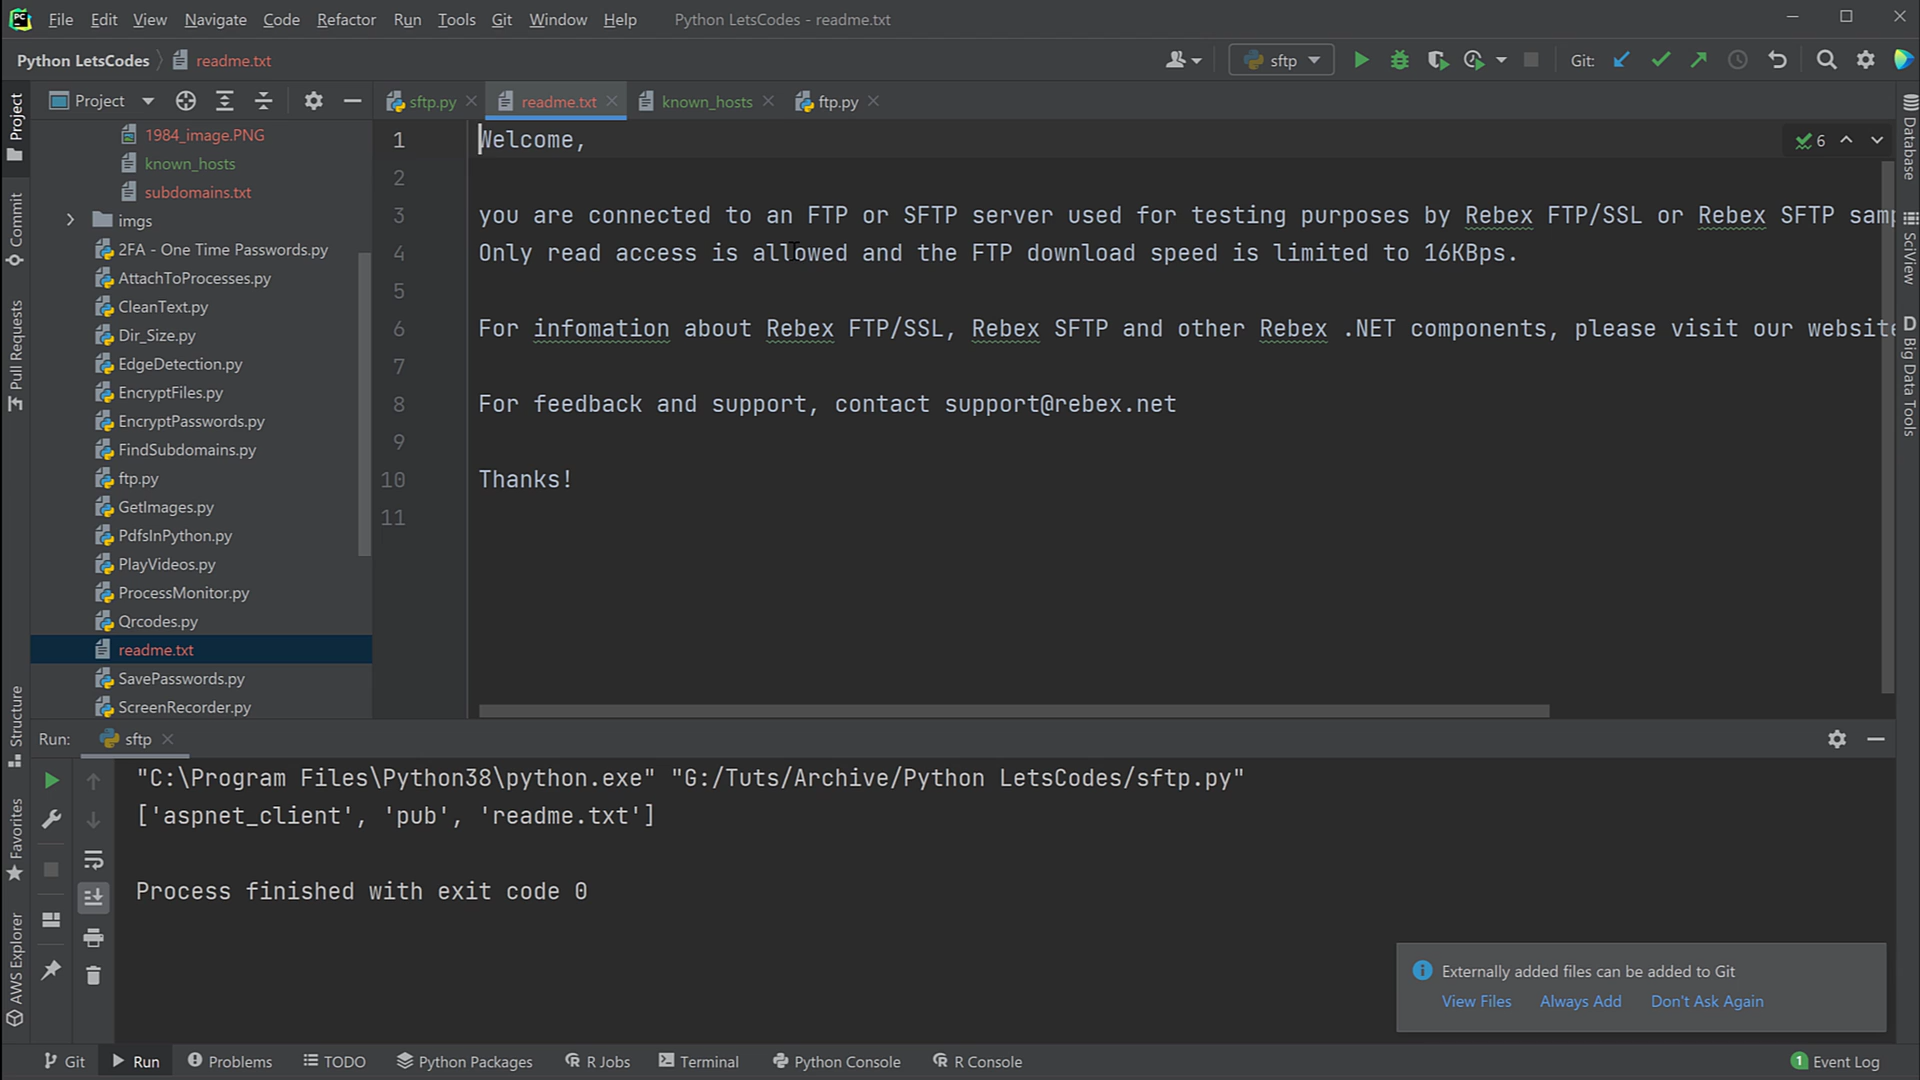 File Edit View Navigate Code Refactor Run Tools Git Window Help Python LetsCodes - readme.txt
Python LetsCodes readme.txt sftp Git:
Project
sftp.py readme.txt known_hosts ftp.py
1984_image.PNG
known_hosts
subdomains.txt
imgs
2FA - One Time Passwords.py
AttachToProcesses.py
CleanText.py
Dir_Size.py
EdgeDetection.py
EncryptFiles.py
EncryptPasswords.py
FindSubdomains.py
ftp.py
GetImages.py
PdfsInPython.py
PlayVideos.py
ProcessMonitor.py
Qrcodes.py
readme.txt
SavePasswords.py
ScreenRecorder.py
1 Welcome,
6
2
3 you are connected to an FTP or SFTP server used for testing purposes by Rebex FTP/SSL or Rebex SFTP sam
4 Only read access is allowed and the FTP download speed is limited to 16KBps.
5
6 For infomation about Rebex FTP/SSL, Rebex SFTP and other Rebex .NET components, please visit our website
7
8 For feedback and support, contact support@rebex.net
9
10 Thanks!
11
Project
Commit
Pull Requests
Structure
Favorites
AWS Explorer
Database
SciView
Big Data Tools
Run: sftp
"C:\Program Files\Python38\python.exe" "G:/Tuts/Archive/Python LetsCodes/sftp.py"
['aspnet_client', 'pub', 'readme.txt']
Process finished with exit code 0
Externally added files can be added to Git
View Files Always Add Don't Ask Again
Git Run Problems TODO Python Packages R Jobs Terminal Python Console R Console 1 Event Log